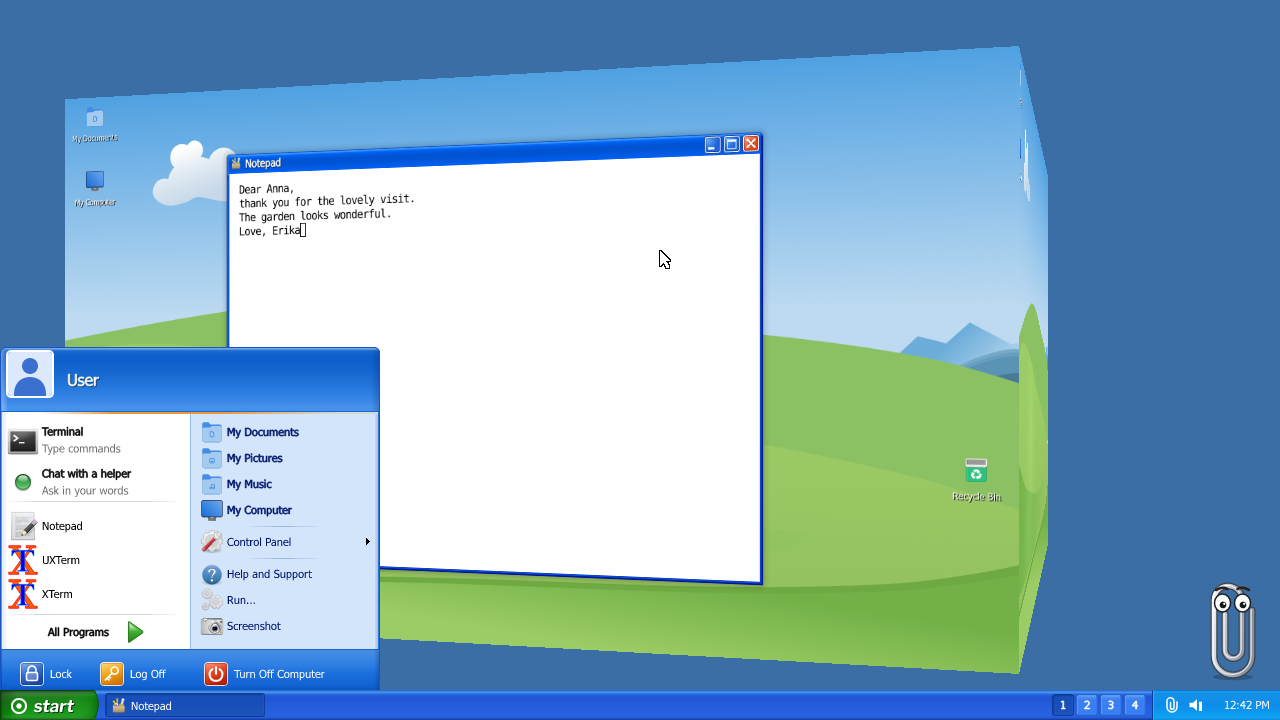 My Documents
My Computer
Notepad
Dear Anna,
thank you for the lovely visit.
The garden looks wonderful.
Love, Erika
Recycle Bin
User
Terminal
Type commands
Chat with a helper
Ask in your words
Notepad
UXTerm
XTerm
All Programs
My Documents
My Pictures
My Music
My Computer
Control Panel
Help and Support
Run...
Screenshot
Lock
Log Off
Turn Off Computer
start
Notepad
1 2 3 4
12:42 PM